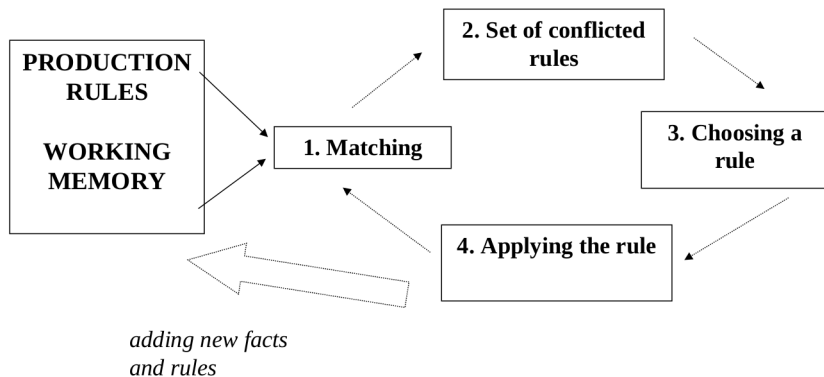 PRODUCTION
RULES
WORKING
MEMORY
1. Matching
2. Set of conflicted
rules
3. Choosing a
rule
4. Applying the rule
adding new facts
and rules